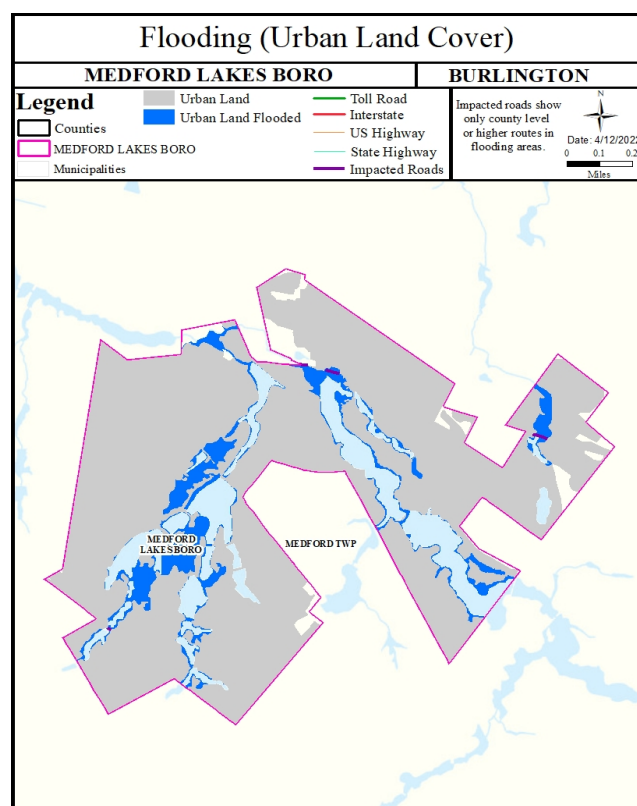 Flooding (Urban Land Cover)
MEDFORD LAKES BORO
BURLINGTON
Legend
Counties
MEDFORD LAKES BORO
Municipalities
Urban Land
Urban Land Flooded
Toll Road
Interstate
US Highway
State Highway
Impacted Roads
Impacted roads show
only county level
or higher routes in
flooding areas.
Date: 4/12/2022
0 0.1 0.2
Miles
MEDFORD
LAKES BORO
MEDFORD TWP